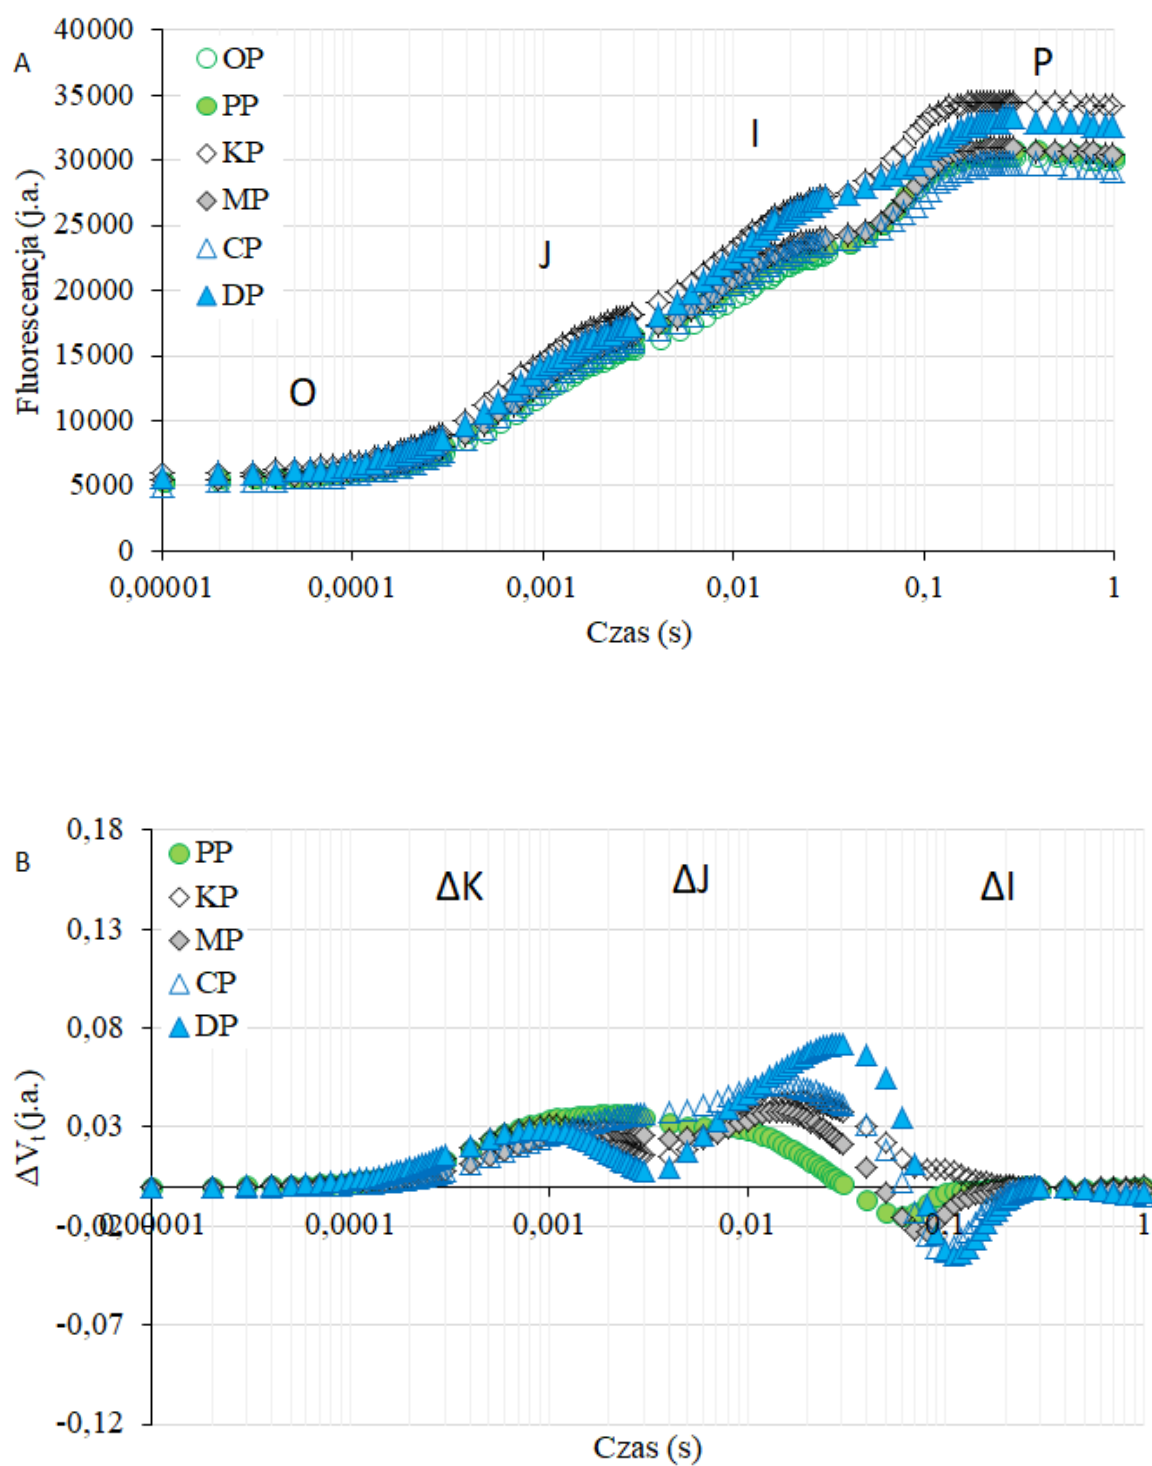 A
40000
35000
30000
25000
20000
15000
10000
5000
0
Fluorescencja (j.a.)
OP
PP
KP
MP
CP
DP
O
J
I
P
0,00001 0,0001 0,001 0,01 0,1 1
Czas (s)
B
0,18
0,13
0,08
0,03
-0,02
-0,07
-0,12
ΔVt (j.a.)
PP
KP
MP
CP
DP
ΔK
ΔJ
ΔI
0,00001 0,0001 0,001 0,01 0,1 1
Czas (s)